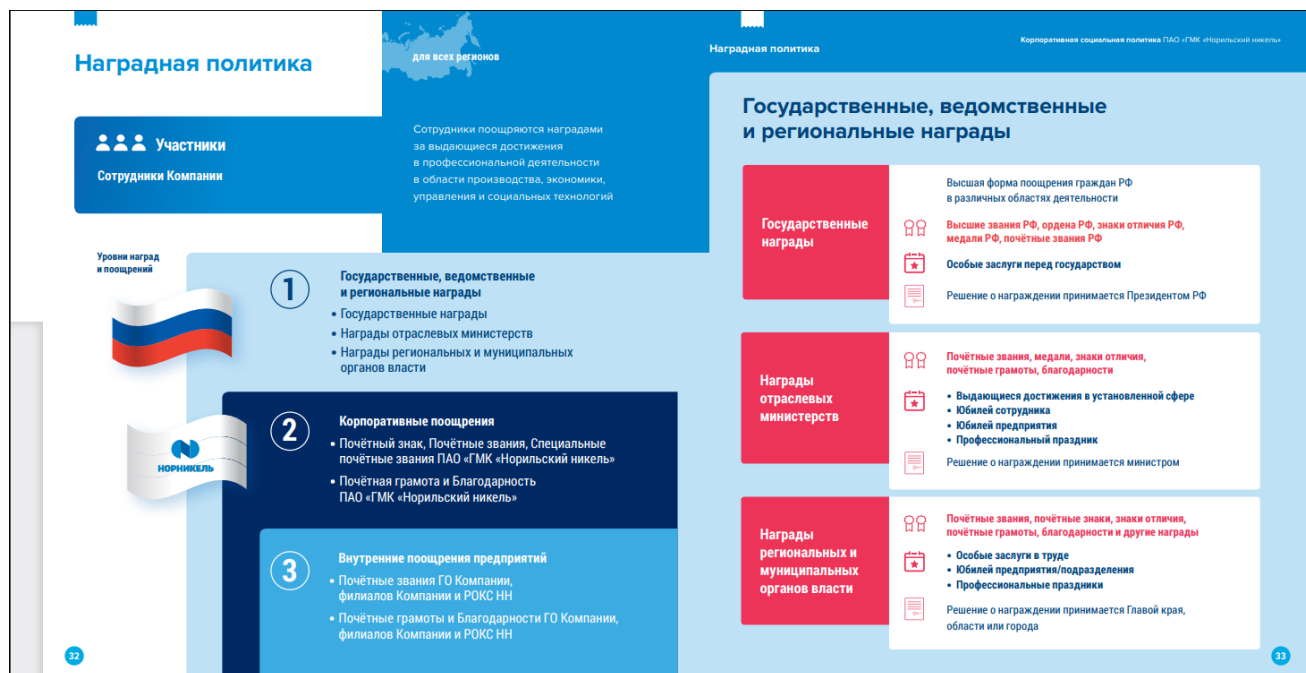 Наградная политика
для всех регионов
Участники
Сотрудники Компании
Сотрудники поощряются наградами
за выдающиеся достижения
в профессиональной деятельности
в области производства, экономики,
управления и социальных технологий
Уровни наград
и поощрений
1
Государственные, ведомственные
и региональные награды
• Государственные награды
• Награды отраслевых министерств
• Награды региональных и муниципальных
органов власти
НОРНИКЕЛЬ
2
Корпоративные поощрения
• Почётный знак, Почётные звания, Специальные
почётные звания ПАО «ГМК «Норильский никель»
• Почётная грамота и Благодарность
ПАО «ГМК «Норильский никель»
3
Внутренние поощрения предприятий
• Почётные звания ГО Компании,
филиалов Компании и РОКС НН
• Почётные грамоты и Благодарности ГО Компании,
филиалов Компании и РОКС НН
32
Наградная политика
Корпоративная социальная политика ПАО «ГМК «Норильский никель»
Государственные, ведомственные
и региональные награды
Государственные
награды
Высшая форма поощрения граждан РФ
в различных областях деятельности
Высшие звания РФ, ордена РФ, знаки отличия РФ,
медали РФ, почётные звания РФ
Особые заслуги перед государством
Решение о награждении принимается Президентом РФ
Награды
отраслевых
министерств
Почётные звания, медали, знаки отличия,
почётные грамоты, благодарности
• Выдающиеся достижения в установленной сфере
• Юбилей сотрудника
• Юбилей предприятия
• Профессиональный праздник
Решение о награждении принимается министром
Награды
региональных и
муниципальных
органов власти
Почётные звания, почётные знаки, знаки отличия,
почётные грамоты, благодарности и другие награды
• Особые заслуги в труде
• Юбилей предприятия/подразделения
• Профессиональные праздники
Решение о награждении принимается Главой края,
области или города
33